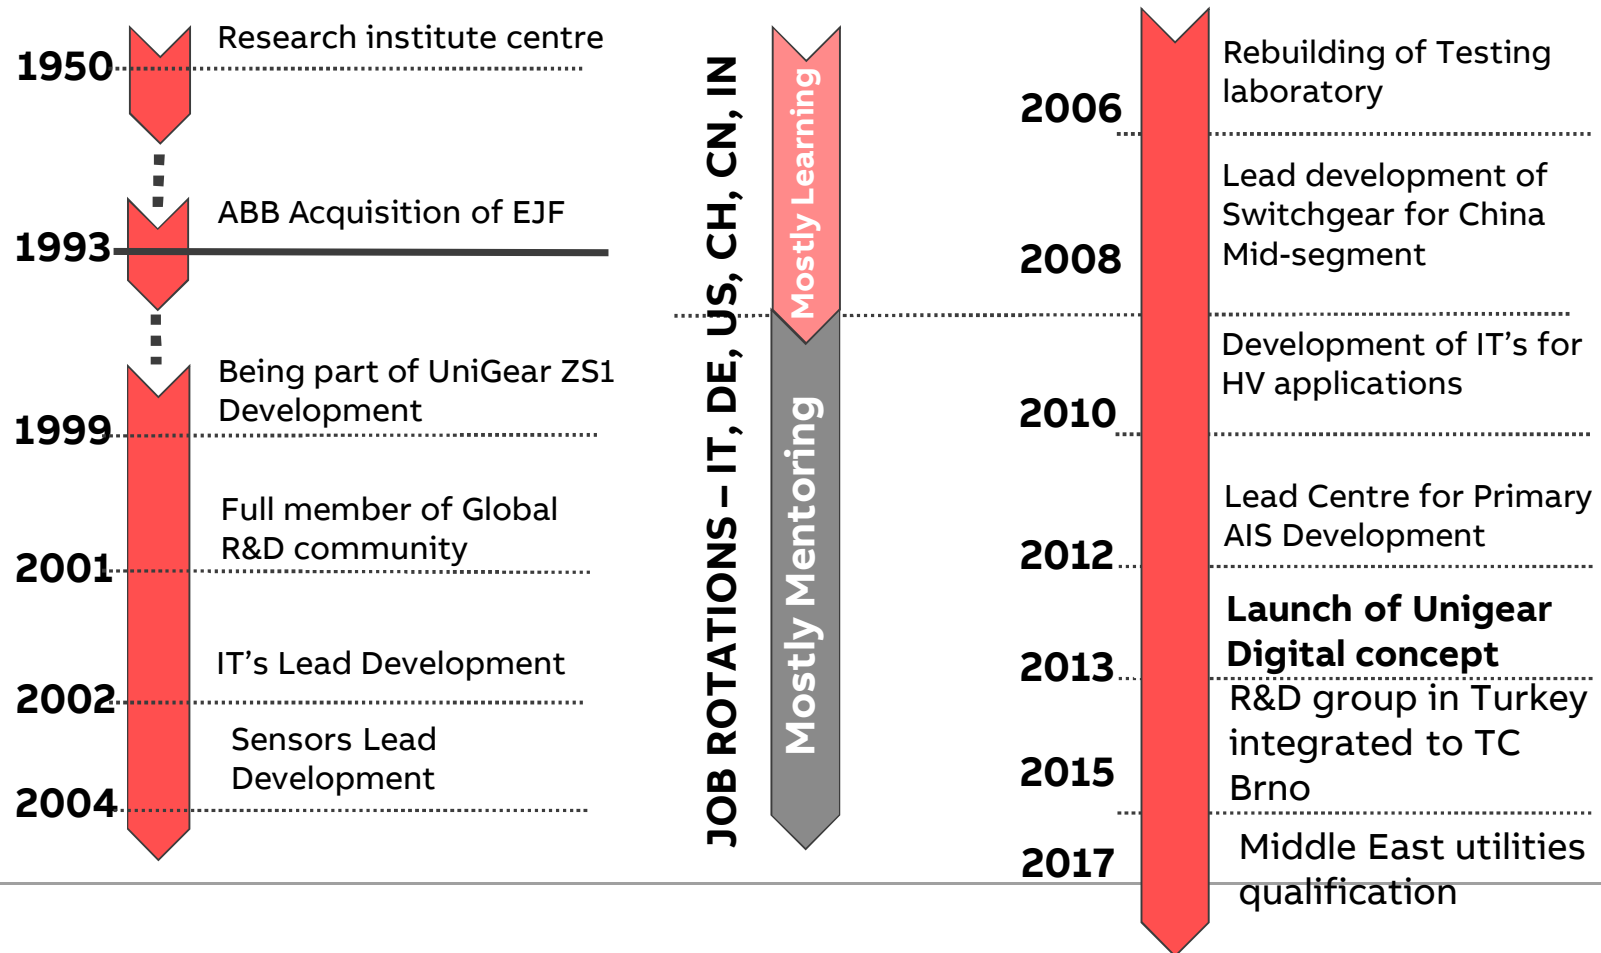 1950
Research institute centre
1993
ABB Acquisition of EJF
1999
Being part of UniGear ZS1
Development
2001
Full member of Global
R&D community
2002
IT's Lead Development
2004
Sensors Lead
Development
JOB ROTATIONS – IT, DE, US, CH, CN, IN
Mostly Learning
Mostly Mentoring
2006
Rebuilding of Testing
laboratory
2008
Lead development of
Switchgear for China
Mid-segment
2010
Development of IT's for
HV applications
2012
Lead Centre for Primary
AIS Development
2013
Launch of Unigear
Digital concept
2015
R&D group in Turkey
integrated to TC
Brno
2017
Middle East utilities
qualification